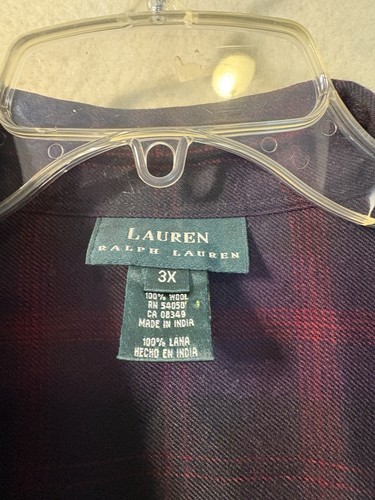 LAUREN
RALPH LAUREN
3X
100% WOOL
RN 54050
CA 08349
MADE IN INDIA
100% LANA
HECHO EN INDIA